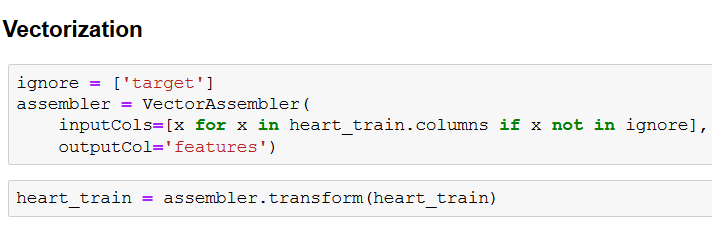 Vectorization
ignore = ['target']
assembler = VectorAssembler(
    inputCols=[x for x in heart_train.columns if x not in ignore],
    outputCol='features')
heart_train = assembler.transform(heart_train)